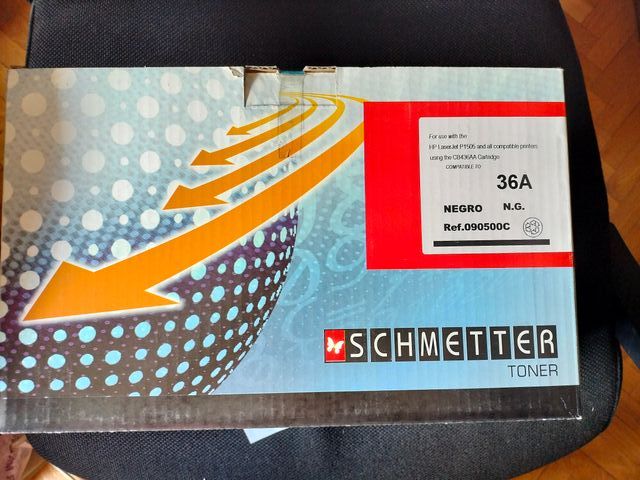 For use with the
HP LaserJet P1505 and all compatible printers
using the CB436AA Cartridge
COMPATIBLE TO
36A
NEGRO N.G.
Ref.090500C
SCHMETTER
TONER